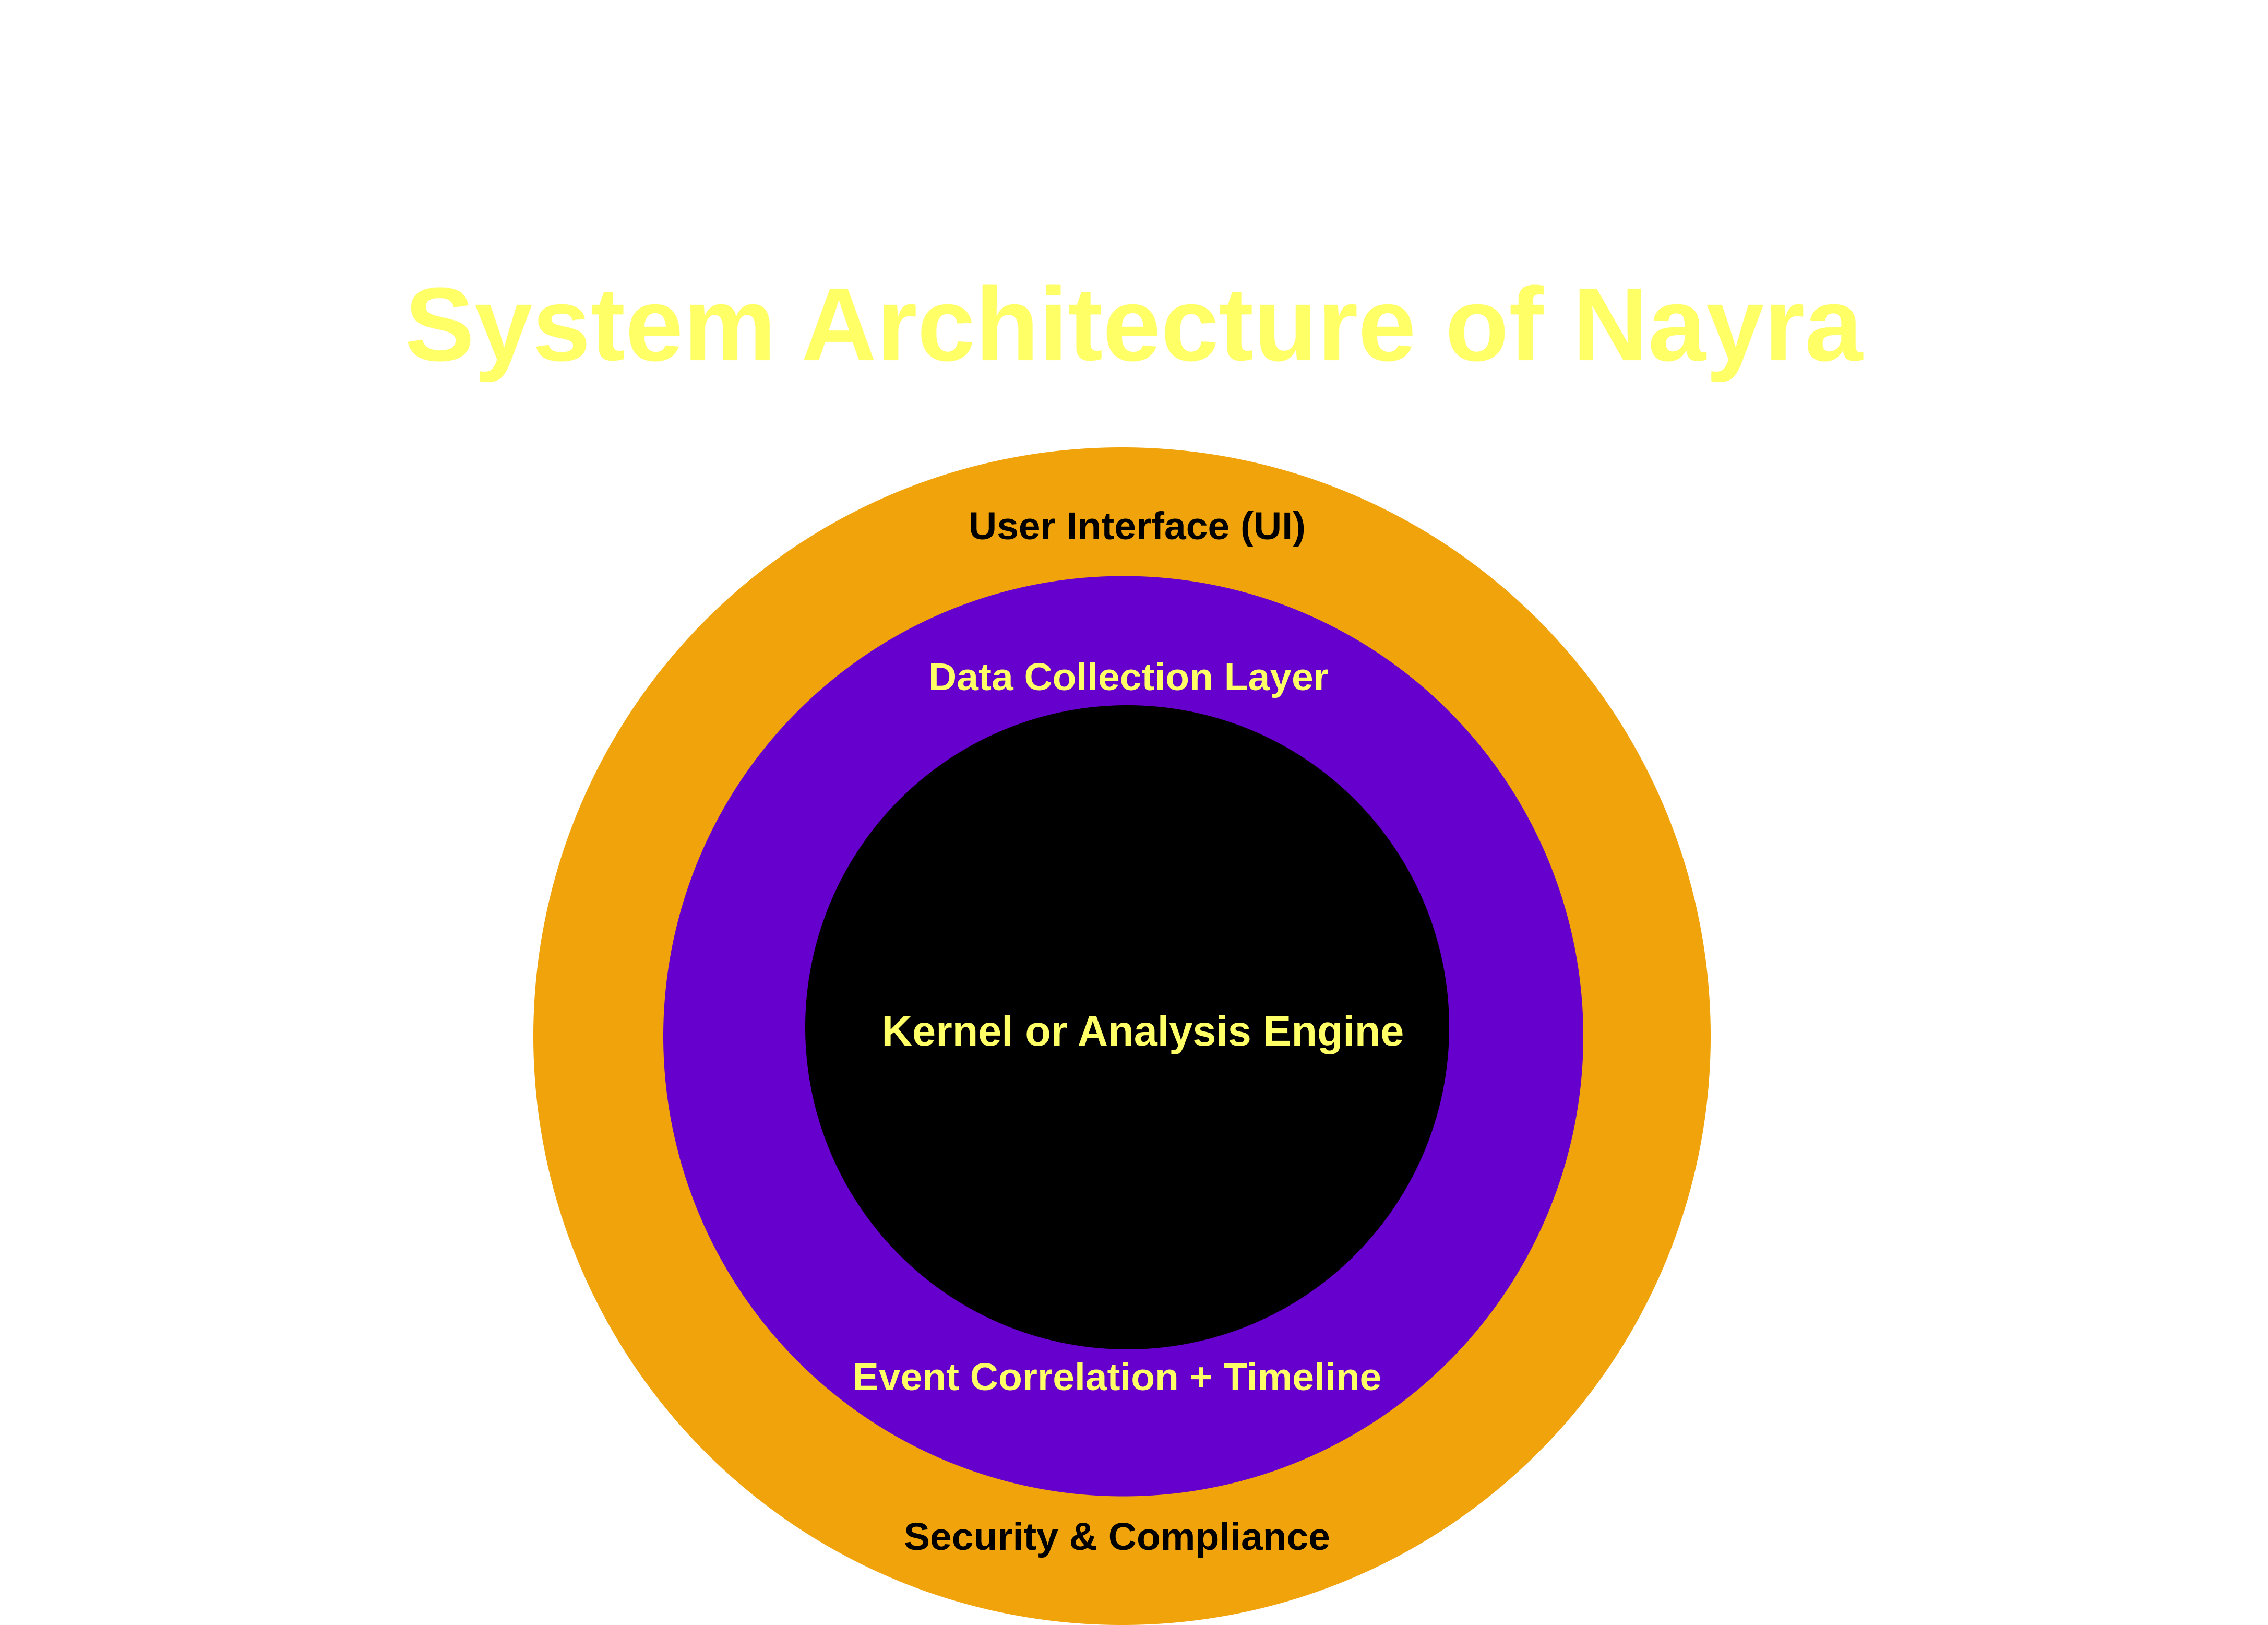 System Architecture of Nayra
User Interface (UI)
Data Collection Layer
Kernel or Analysis Engine
Event Correlation + Timeline
Security & Compliance